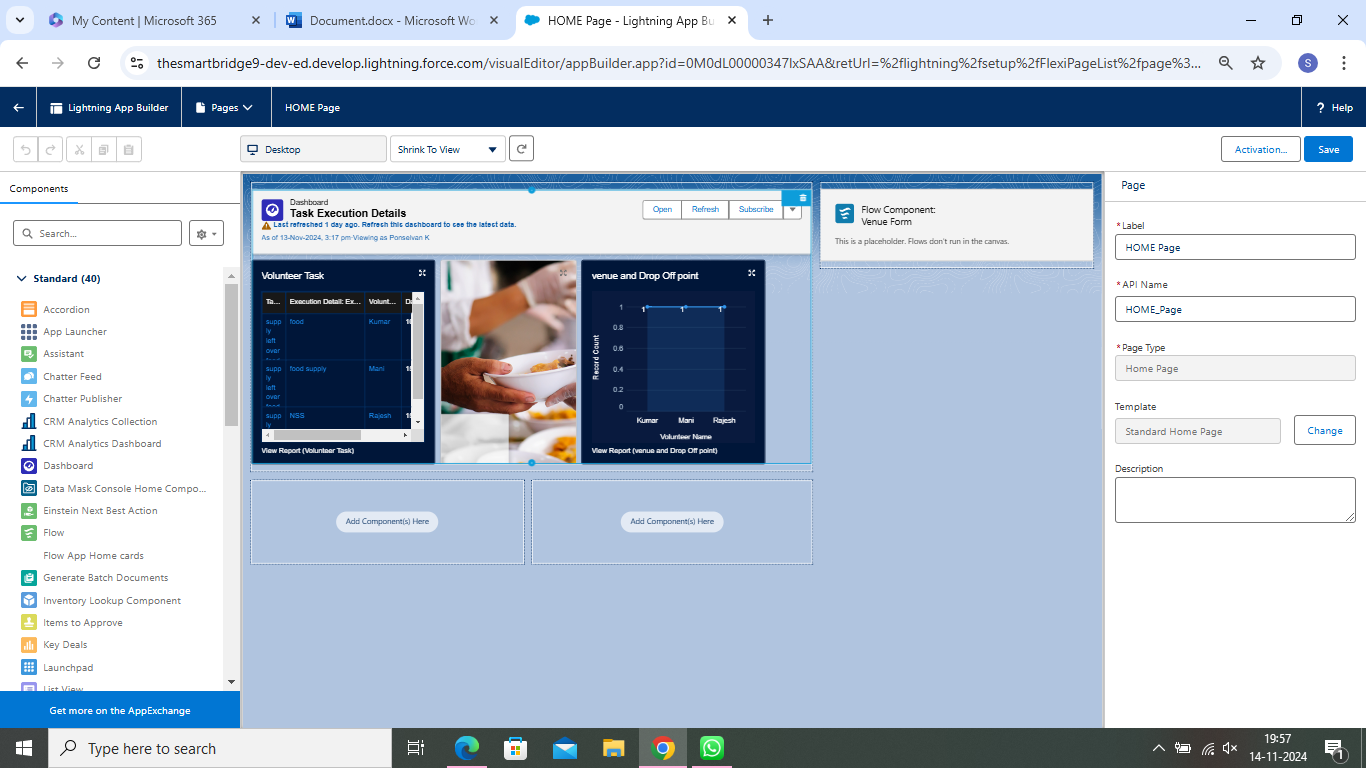 My Content | Microsoft 365
Document.docx - Microsoft Wo
HOME Page - Lightning App Bu
thesmartbridge9-dev-ed.develop.lightning.force.com/visualEditor/appBuilder.app?id=0M0dL00000347lxSAA&retUrl=%2flightning%2fsetup%2fFlexiPageList%2fpage%3...
S
Lightning App Builder
Pages
HOME Page
? Help
Desktop
Shrink To View
Activation...
Save
Components
Search...
Standard (40)
Accordion
App Launcher
Assistant
Chatter Feed
Chatter Publisher
CRM Analytics Collection
CRM Analytics Dashboard
Dashboard
Data Mask Console Home Compo...
Einstein Next Best Action
Flow
Flow App Home cards
Generate Batch Documents
Inventory Lookup Component
Items to Approve
Key Deals
Launchpad
List View
Get more on the AppExchange
Dashboard
Task Execution Details
Last refreshed 1 day ago. Refresh this dashboard to see the latest data.
As of 13-Nov-2024, 3:17 pm·Viewing as Ponselvan K
Open
Refresh
Subscribe
Volunteer Task
Ta...
Execution Detail: Ex...
Volunt...
supp
ly
left
over
food
Kumar
supp
ly
left
over
food supply
Mani
supp
ly
NSS
Rajesh
View Report (Volunteer Task)
venue and Drop Off point
Record Count
1
0.8
0.6
0.4
0.2
0
1
1
1
Kumar
Mani
Rajesh
Volunteer Name
View Report (venue and Drop Off point)
Flow Component:
Venue Form
This is a placeholder. Flows don't run in the canvas.
Add Component(s) Here
Add Component(s) Here
Page
*Label
HOME Page
*API Name
HOME_Page
*Page Type
Home Page
Template
Standard Home Page
Change
Description
Type here to search
19:57
14-11-2024
1